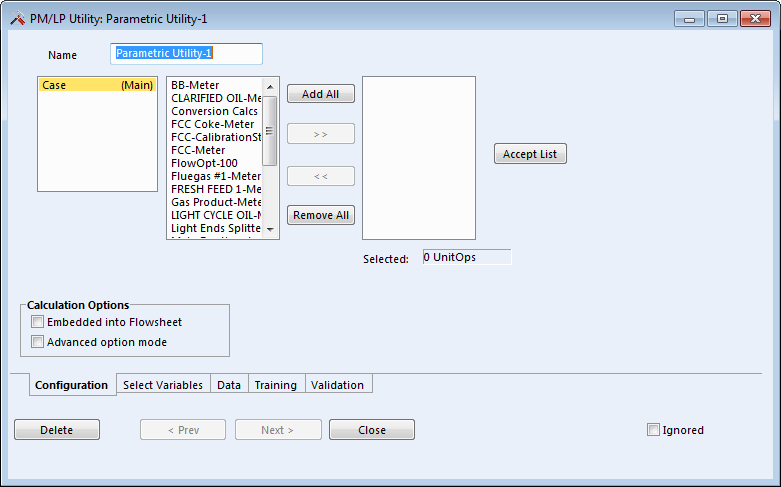 PM/LP Utility: Parametric Utility-1
Name
Parametric Utility-1
Case (Main)
BB-Meter
CLARIFIED OIL-Me
Conversion Calcs
FCC Coke-Meter
FCC-CalibrationSt
FCC-Meter
FlowOpt-100
Fluegas #1-Meter
FRESH FEED 1-Me
Gas Product-Mete
LIGHT CYCLE OIL-M
Light Ends Splitte
Add All
>>
<<
Remove All
Accept List
Selected: 0 UnitOps
Calculation Options
Embedded into Flowsheet
Advanced option mode
Configuration Select Variables Data Training Validation
Delete < Prev Next > Close Ignored